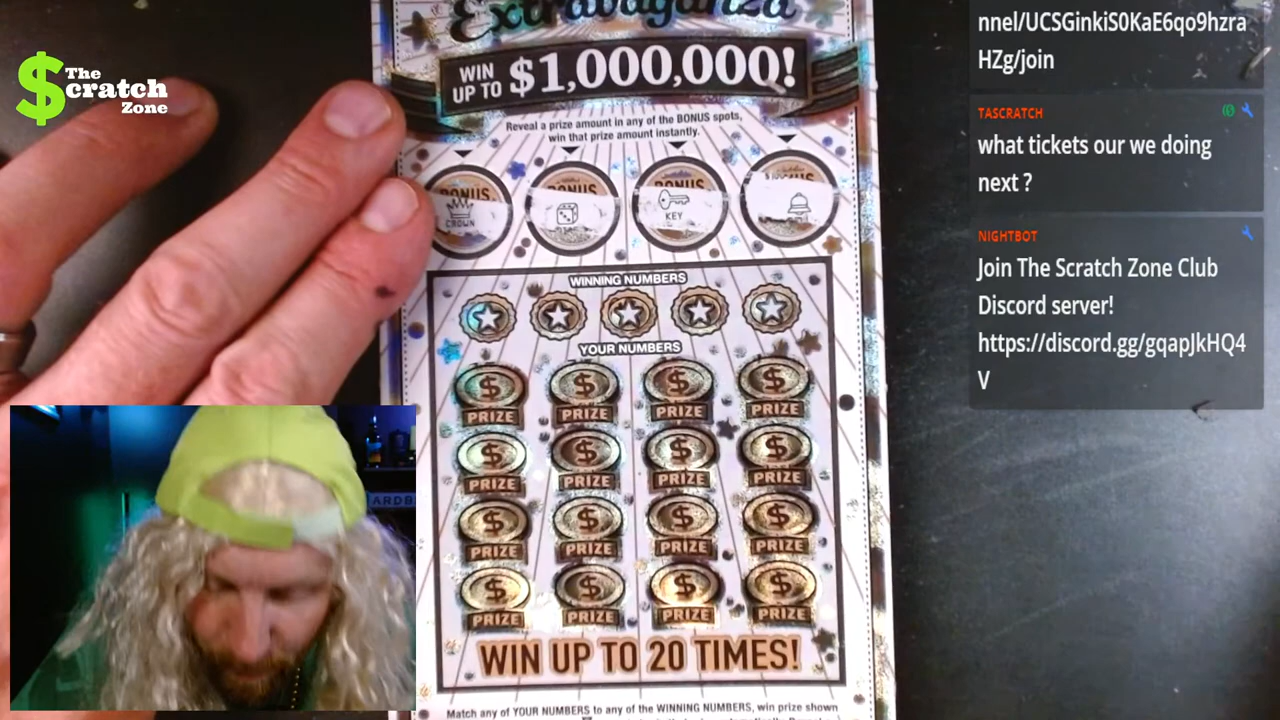 The
$cratch
Zone
Extravaganza
WIN
UP TO $1,000,000!
Reveal a prize amount in any of the BONUS spots,
win that prize amount instantly.
BONUS BONUS BONUS
CROWN KEY
WINNING NUMBERS
YOUR NUMBERS
$ $ $ $
PRIZE PRIZE PRIZE PRIZE
$ $ $ $
PRIZE PRIZE PRIZE PRIZE
$ $ $ $
PRIZE PRIZE PRIZE PRIZE
$ $ $ $
PRIZE PRIZE PRIZE PRIZE
WIN UP TO 20 TIMES!
Match any of YOUR NUMBERS to any of the WINNING NUMBERS, win prize shown
nnel/UCSGinkiS0KaE6qo9hzra
HZg/join
TASCRATCH
what tickets our we doing
next ?
NIGHTBOT
Join The Scratch Zone Club
Discord server!
https://discord.gg/gqapJkHQ4
V